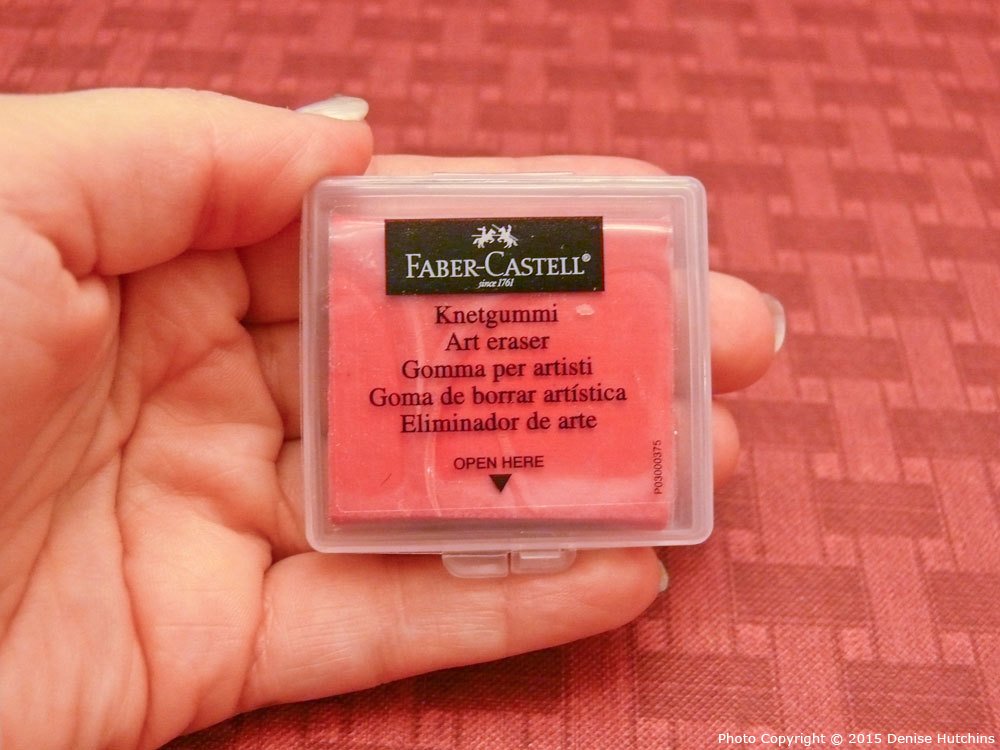 FABER-CASTELL®
since 1761
Knetgummi
Art eraser
Gomma per artisti
Goma de borrar artística
Eliminador de arte
OPEN HERE
P03000375
Photo Copyright © 2015 Denise Hutchins